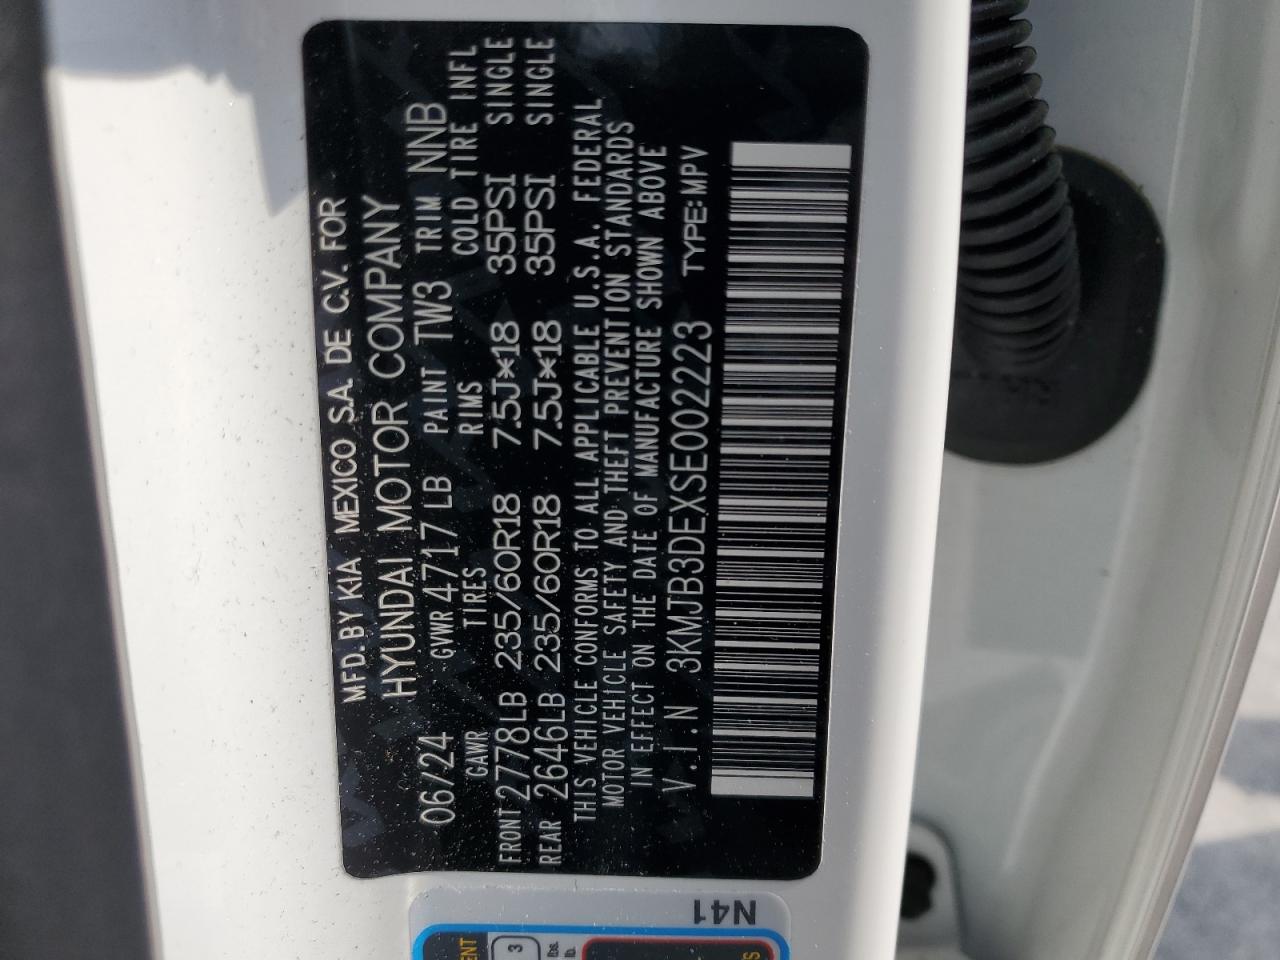 MFD. BY KIA MEXICO S.A. DE C.V. FOR
HYUNDAI MOTOR COMPANY
06/24 GVWR 4717 LB PAINT TW3 TRIM NNB
GAWR TIRES RIMS COLD TIRE INFL
FRONT 2778LB 235/60R18 7.5J*18 35PSI SINGLE
REAR 2646LB 235/60R18 7.5J*18 35PSI SINGLE
THIS VEHICLE CONFORMS TO ALL APPLICABLE U.S.A. FEDERAL
MOTOR VEHICLE SAFETY AND THEFT PREVENTION STANDARDS
IN EFFECT ON THE DATE OF MANUFACTURE SHOWN ABOVE
V.I.N 3KMJB3DEXSE002223 TYPE:MPV
N41
3
lbs.
lb.